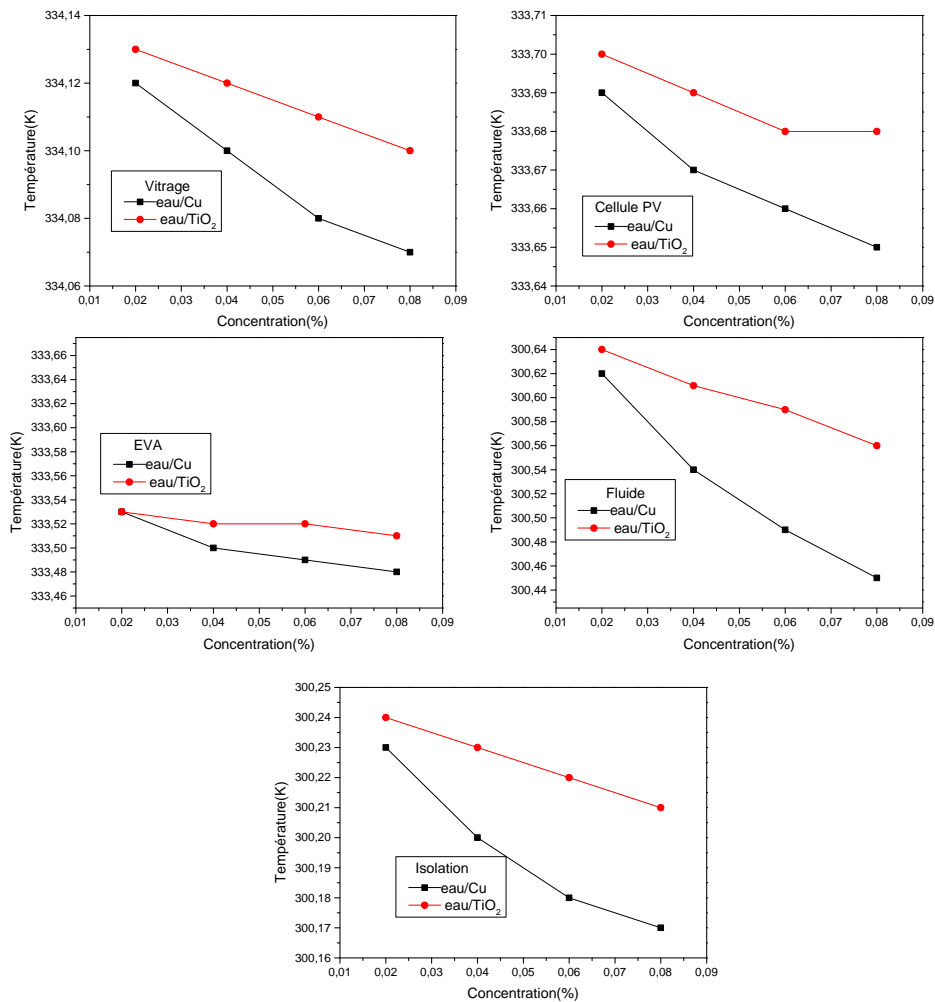 334,14
334,12
334,10
334,08
334,06
Température(K)
Vitrage
eau/Cu
eau/TiO2
0,01 0,02 0,03 0,04 0,05 0,06 0,07 0,08 0,09
Concentration(%)
333,71
333,70
333,69
333,68
333,67
333,66
333,65
333,64
Température(K)
Cellule PV
eau/Cu
eau/TiO2
0,01 0,02 0,03 0,04 0,05 0,06 0,07 0,08 0,09
Concentration(%)
333,66
333,64
333,60
333,58
333,56
333,54
333,52
333,50
333,48
333,46
Température(K)
EVA
eau/Cu
eau/TiO2
0,01 0,02 0,03 0,04 0,05 0,06 0,07 0,08 0,09
Concentration(%)
300,64
300,62
300,60
300,56
300,54
300,50
300,48
300,46
300,44
Température(K)
Fluide
eau/Cu
eau/TiO2
0,01 0,02 0,03 0,04 0,05 0,06 0,07 0,08 0,09
Concentration(%)
300,25
300,24
300,23
300,22
300,21
300,20
300,19
300,18
300,17
300,16
Température(K)
Isolation
eau/Cu
eau/TiO2
0,01 0,02 0,03 0,04 0,05 0,06 0,07 0,08 0,09
Concentration(%)